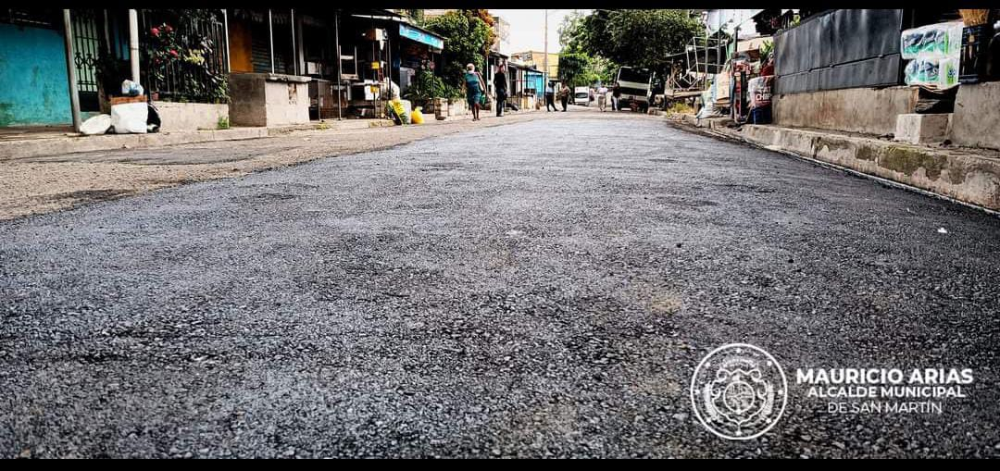 MAURICIO ARIAS
ALCALDE MUNICIPAL
DE SAN MARTÍN